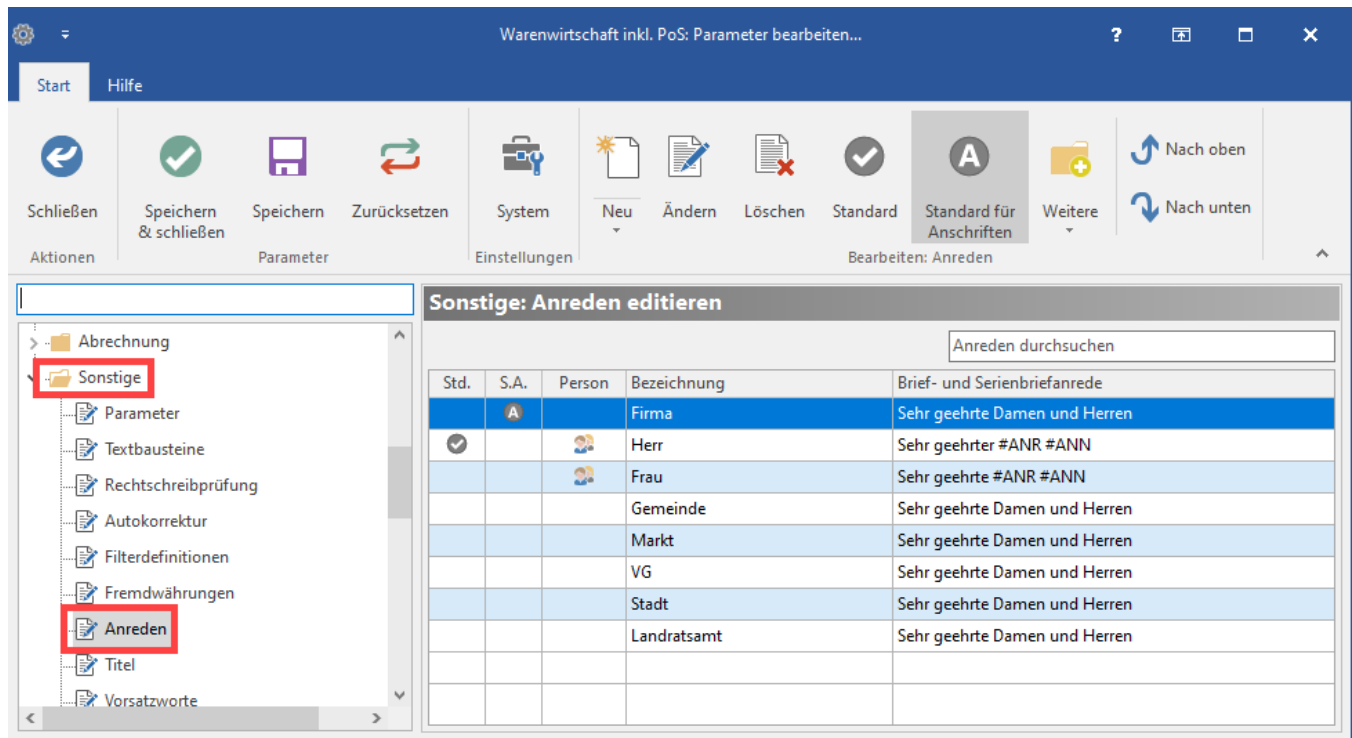 Warenwirtschaft inkl. PoS: Parameter bearbeiten...
?
Start Hilfe
Schließen
Speichern & schließen
Speichern
Zurücksetzen
System
Neu
Ändern
Löschen
Standard
A
Standard für Anschriften
Weitere
Nach oben
Nach unten
Aktionen
Parameter
Einstellungen
Bearbeiten: Anreden
Abrechnung
Sonstige
Parameter
Textbausteine
Rechtschreibprüfung
Autokorrektur
Filterdefinitionen
Fremdwährungen
Anreden
Titel
Vorsatzworte
Sonstige: Anreden editieren
Anreden durchsuchen
Std. S.A. Person Bezeichnung Brief- und Serienbriefanrede
A Firma Sehr geehrte Damen und Herren
Herr Sehr geehrter #ANR #ANN
Frau Sehr geehrte #ANR #ANN
Gemeinde Sehr geehrte Damen und Herren
Markt Sehr geehrte Damen und Herren
VG Sehr geehrte Damen und Herren
Stadt Sehr geehrte Damen und Herren
Landratsamt Sehr geehrte Damen und Herren